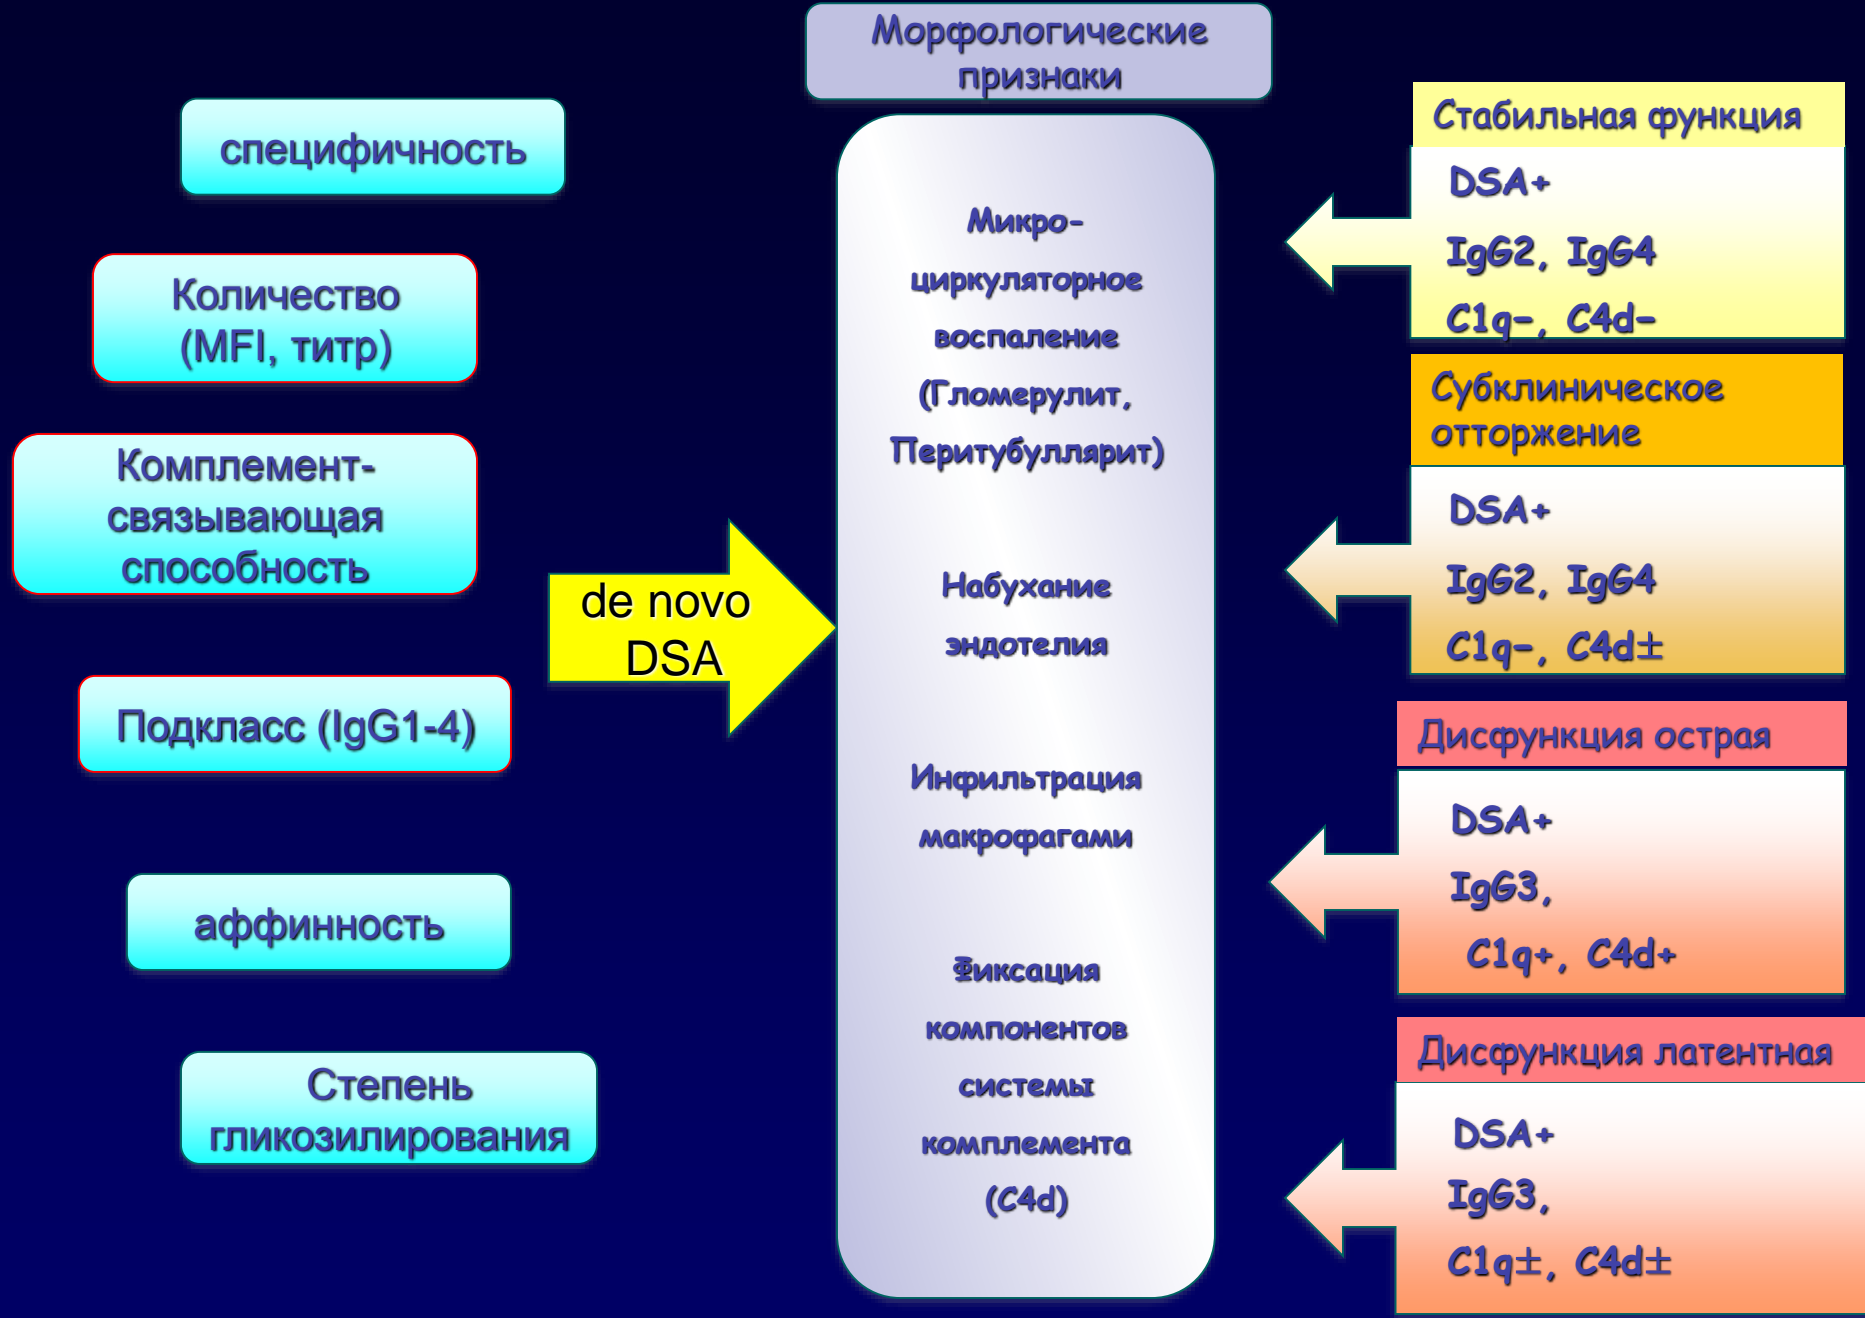 специфичность
Количество
(MFI, титр)
Комплемент-
связывающая
способность
Подкласс (IgG1-4)
аффинность
Степень
гликозилирования
de novo
DSA
Морфологические
признаки
Микро-
циркуляторное
воспаление
(Гломерулит,
Перитубуллярит)
Набухание
эндотелия
Инфильтрация
макрофагами
Фиксация
компонентов
системы
комплемента
(C4d)
Стабильная функция
DSA+
IgG2, IgG4
C1q–, C4d–
Субклиническое
отторжение
DSA+
IgG2, IgG4
C1q–, C4d±
Дисфункция острая
DSA+
IgG3,
C1q+, C4d+
Дисфункция латентная
DSA+
IgG3,
C1q±, C4d±